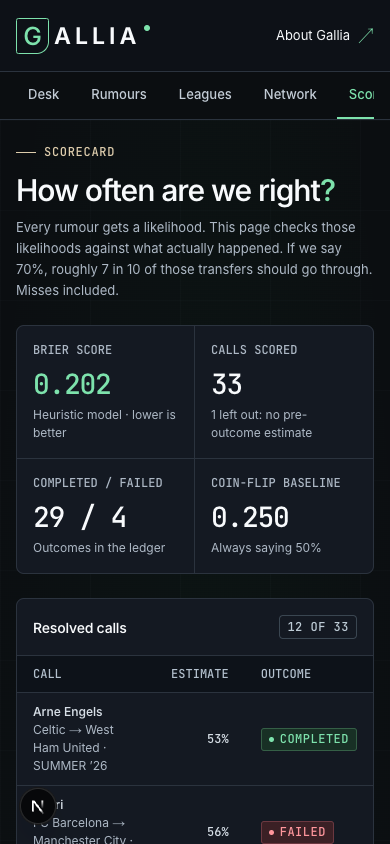 GALLIA
About Gallia
Desk Rumours Leagues Network
SCORECARD
How often are we right?
Every rumour gets a likelihood. This page checks those
likelihoods against what actually happened. If we say
70%, roughly 7 in 10 of those transfers should go through.
Misses included.
BRIER SCORE
0.202
Heuristic model · lower is
better
CALLS SCORED
33
1 left out: no pre-
outcome estimate
COMPLETED / FAILED
29 / 4
Outcomes in the ledger
COIN-FLIP BASELINE
0.250
Always saying 50%
Resolved calls
12 OF 33
CALL ESTIMATE OUTCOME
Arne Engels
Celtic → West
Ham United ·
SUMMER ’26
53%
COMPLETED
N
Barcelona →
Manchester City ·
56%
FAILED